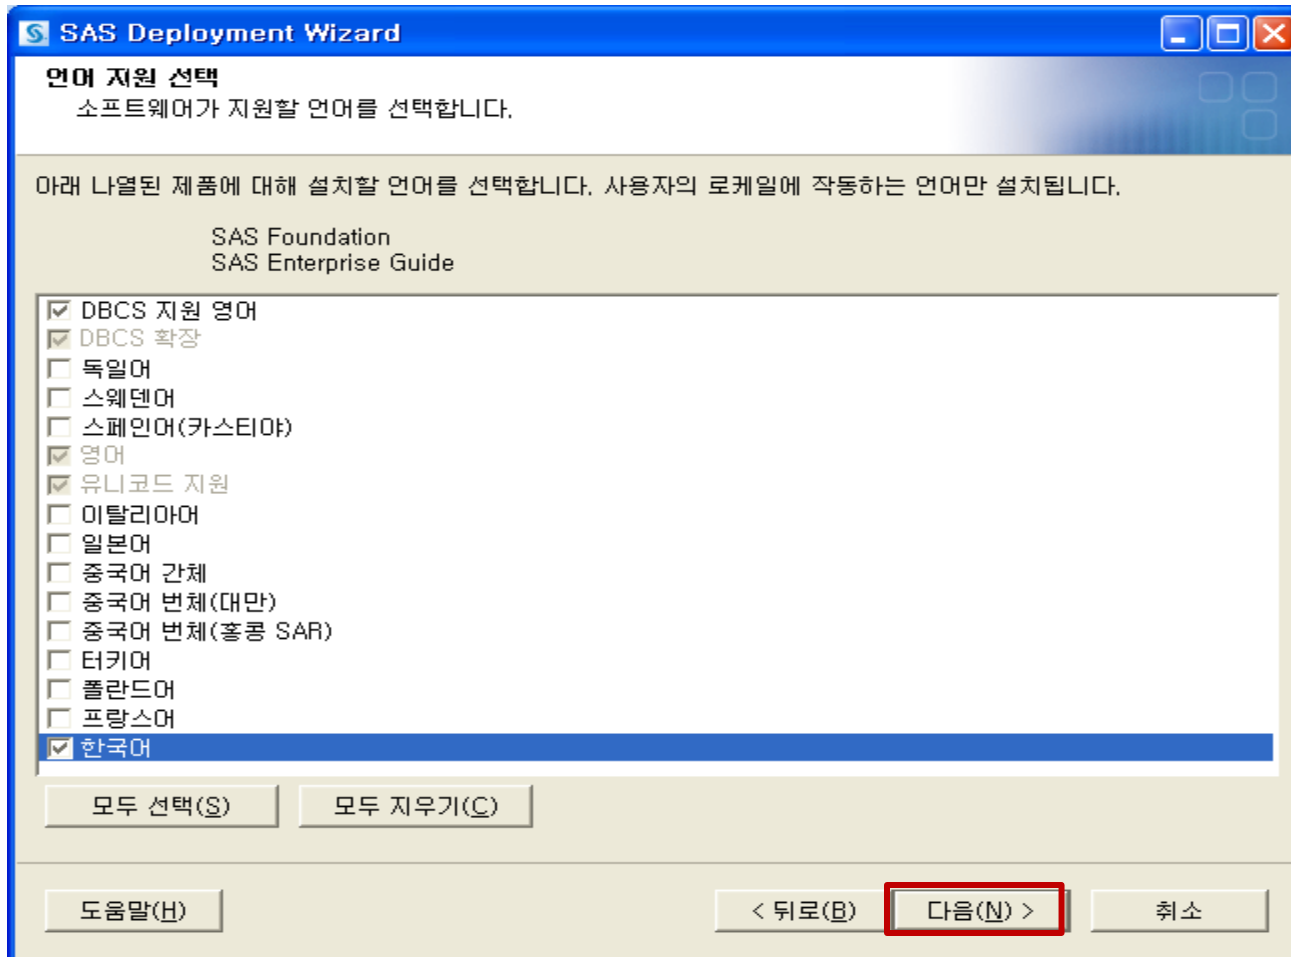 SAS Deployment Wizard
언어 지원 선택
소프트웨어가 지원할 언어를 선택합니다.
아래 나열된 제품에 대해 설치할 언어를 선택합니다. 사용자의 로케일에 작동하는 언어만 설치됩니다.
SAS Foundation
SAS Enterprise Guide
DBCS 지원 영어
DBCS 확장
독일어
스웨덴어
스페인어(카스티야)
영어
유니코드 지원
이탈리아어
일본어
중국어 간체
중국어 번체(대만)
중국어 번체(홍콩 SAR)
터키어
폴란드어
프랑스어
한국어
모두 선택(S) 모두 지우기(C)
도움말(H) < 뒤로(B) 다음(N) > 취소